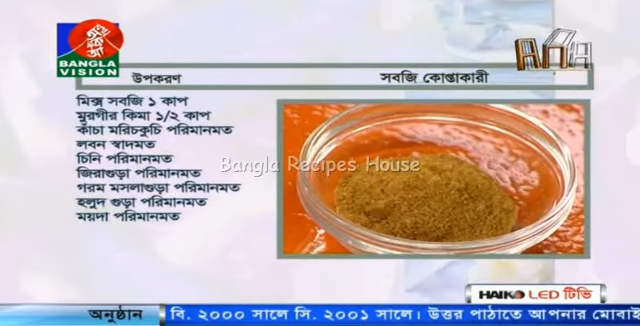 BANGLA
VISION
উপকরণ
সবজি কোপ্তাকারী
মিক্স সবজি ১ কাপ
মুরগীর কিমা ১/২ কাপ
কাঁচা মরিচকুচি পরিমানমত
লবন স্বাদমত
চিনি পরিমানমত
জিরাগুড়া পরিমানমত
গরম মসলাগুড়া পরিমানমত
হলুদ গুড়া পরিমানমত
ময়দা পরিমানমত
Bangla Recipes House
HAIKO LED টিভি
অনুষ্ঠান
বি. ২০০০ সালে সি. ২০০১ সালে। উত্তর পাঠাতে আপনার মোবাই